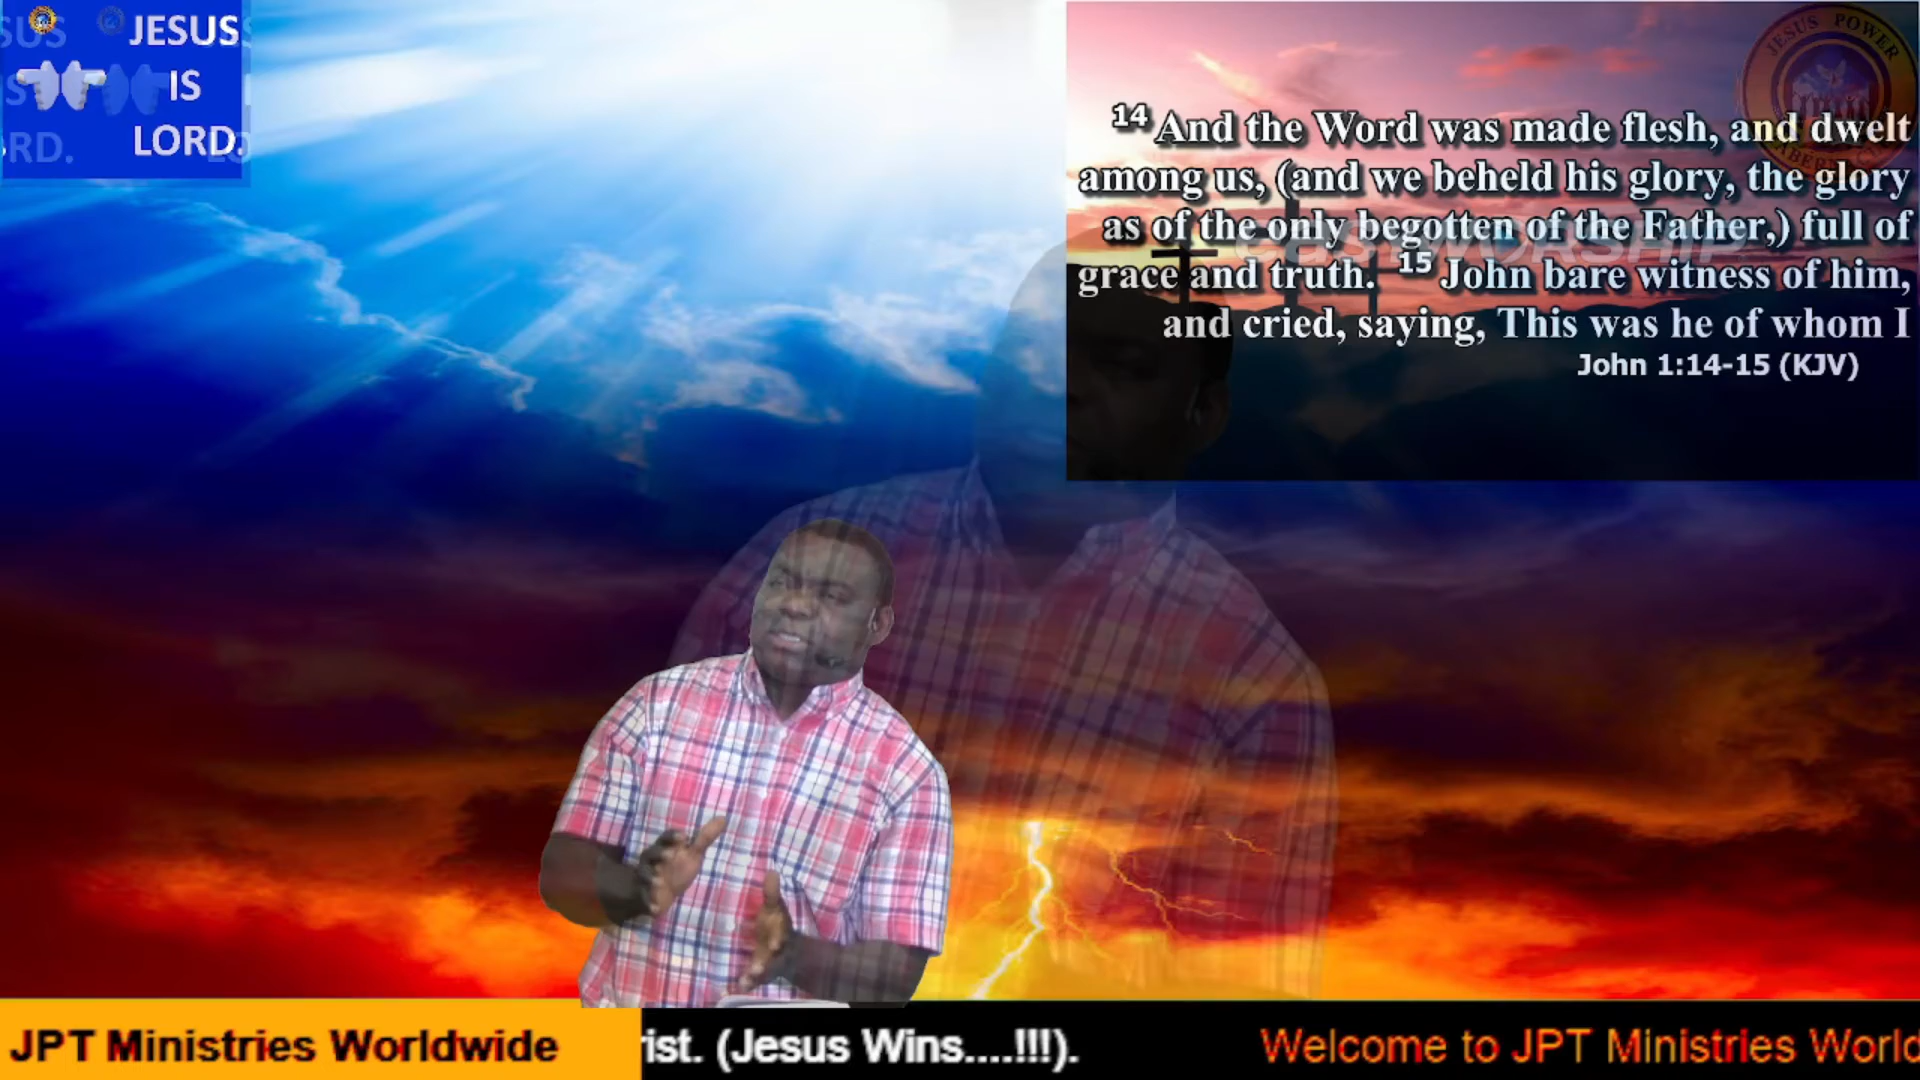 JESUS
IS
LORD.
JESUS POWER
14 And the Word was made flesh, and dwelt
among us, (and we beheld his glory, the glory
as of the only begotten of the Father,) full of
grace and truth. 15 John bare witness of him,
and cried, saying, This was he of whom I
John 1:14-15 (KJV)
JPT Ministries Worldwide
rist. (Jesus Wins....!!!).
Welcome to JPT Ministries World